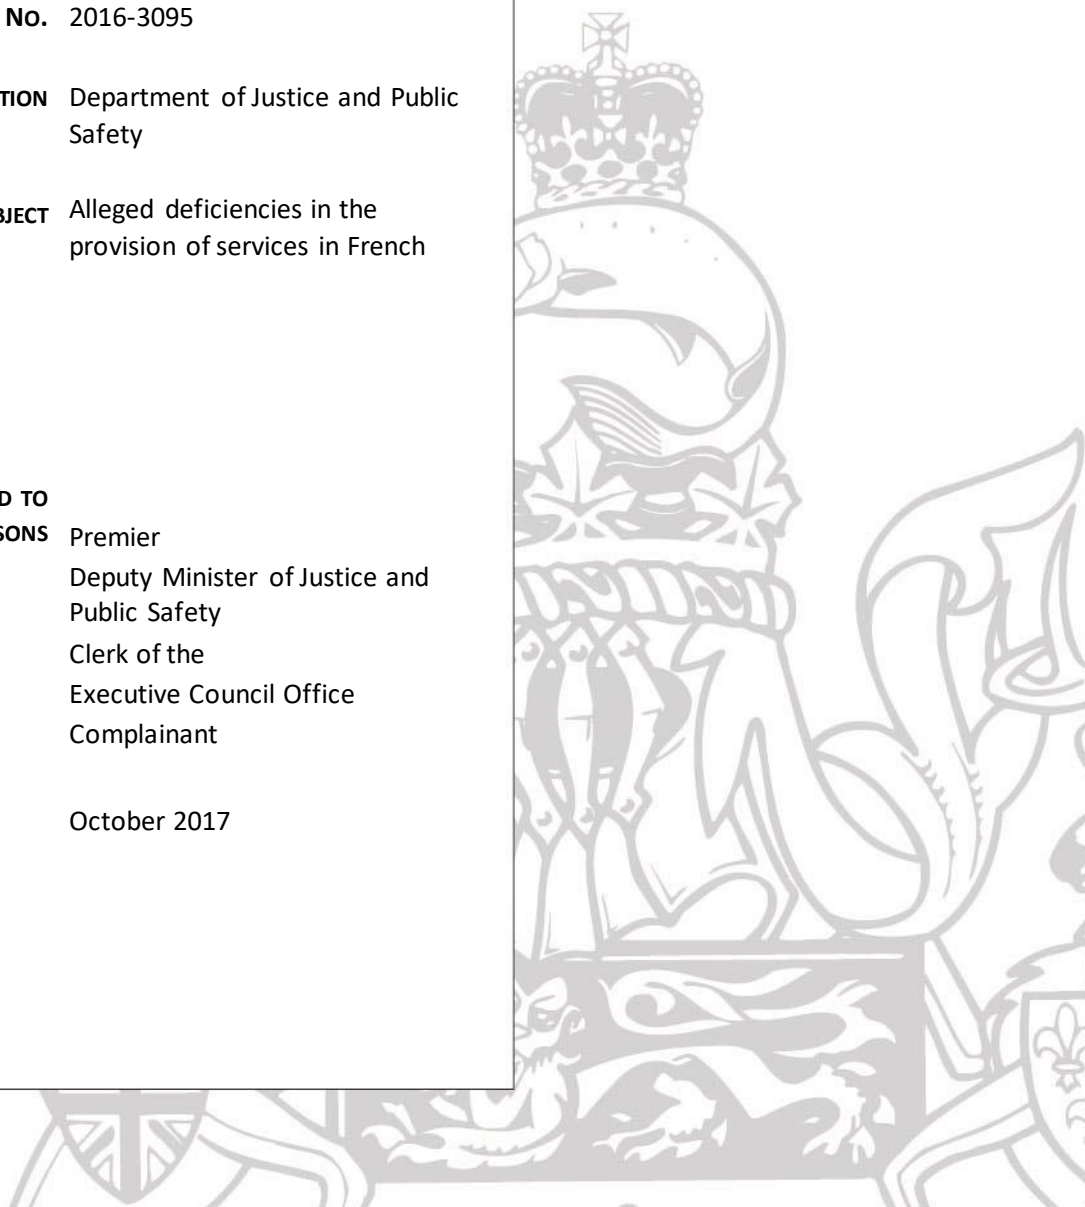 No. 2016-3095
TION Department of Justice and Public
Safety
BJECT Alleged deficiencies in the
provision of services in French
D TO
SONS Premier
Deputy Minister of Justice and
Public Safety
Clerk of the
Executive Council Office
Complainant
October 2017